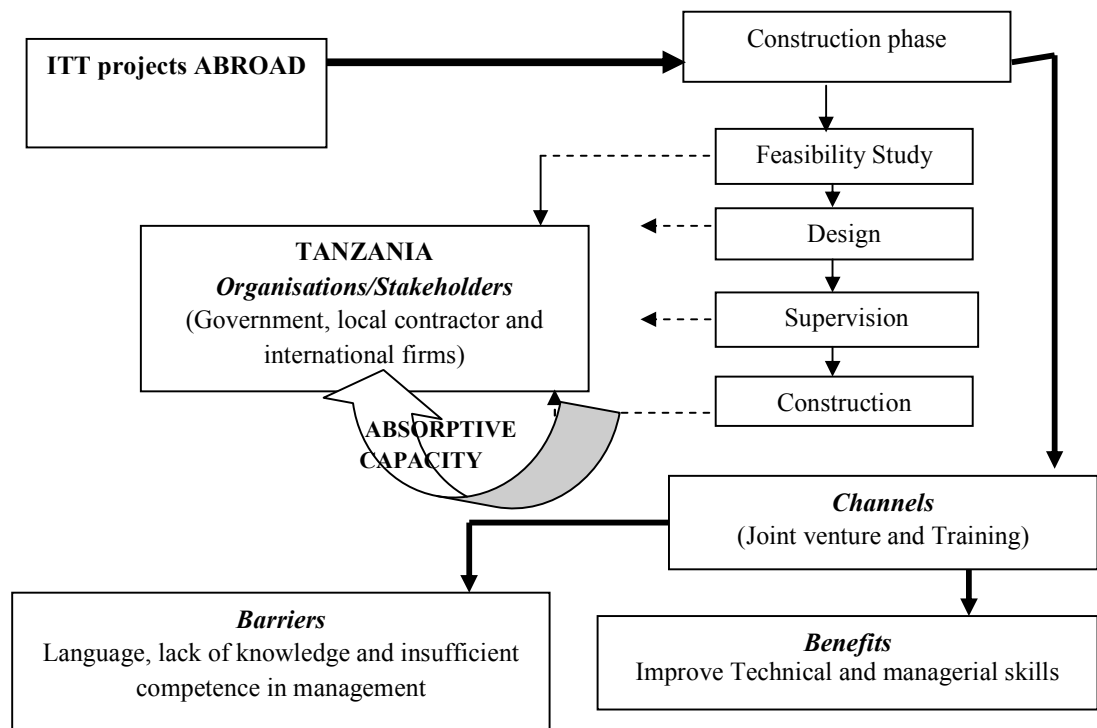 ITT projects ABROAD
Construction phase
Feasibility Study
Design
Supervision
Construction
TANZANIA
Organisations/Stakeholders
(Government, local contractor and
international firms)
ABSORPTIVE
CAPACITY
Channels
(Joint venture and Training)
Barriers
Language, lack of knowledge and insufficient
competence in management
Benefits
Improve Technical and managerial skills